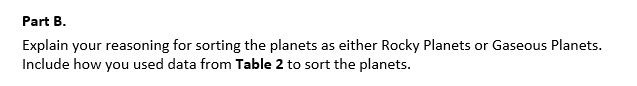 Part B.
Explain your reasoning for sorting the planets as either Rocky Planets or Gaseous Planets.
Include how you used data from Table 2 to sort the planets.